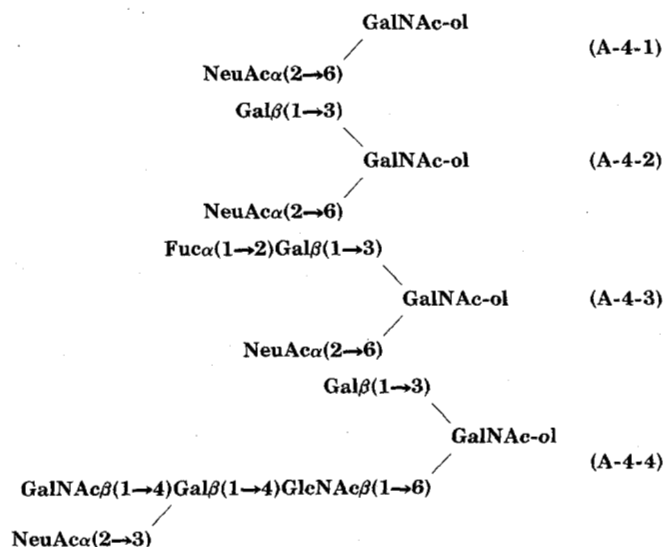 GalNAc-ol
(A-4-1)
NeuAcα(2→6)
Galβ(1→3)
GalNAc-ol (A-4-2)
NeuAcα(2→6)
Fucα(1→2)Galβ(1→3)
GalNAc-ol (A-4-3)
NeuAcα(2→6)
Galβ(1→3)
GalNAc-ol
(A-4-4)
GalNAcβ(1→4)Galβ(1→4)GlcNAcβ(1→6)
NeuAcα(2→3)